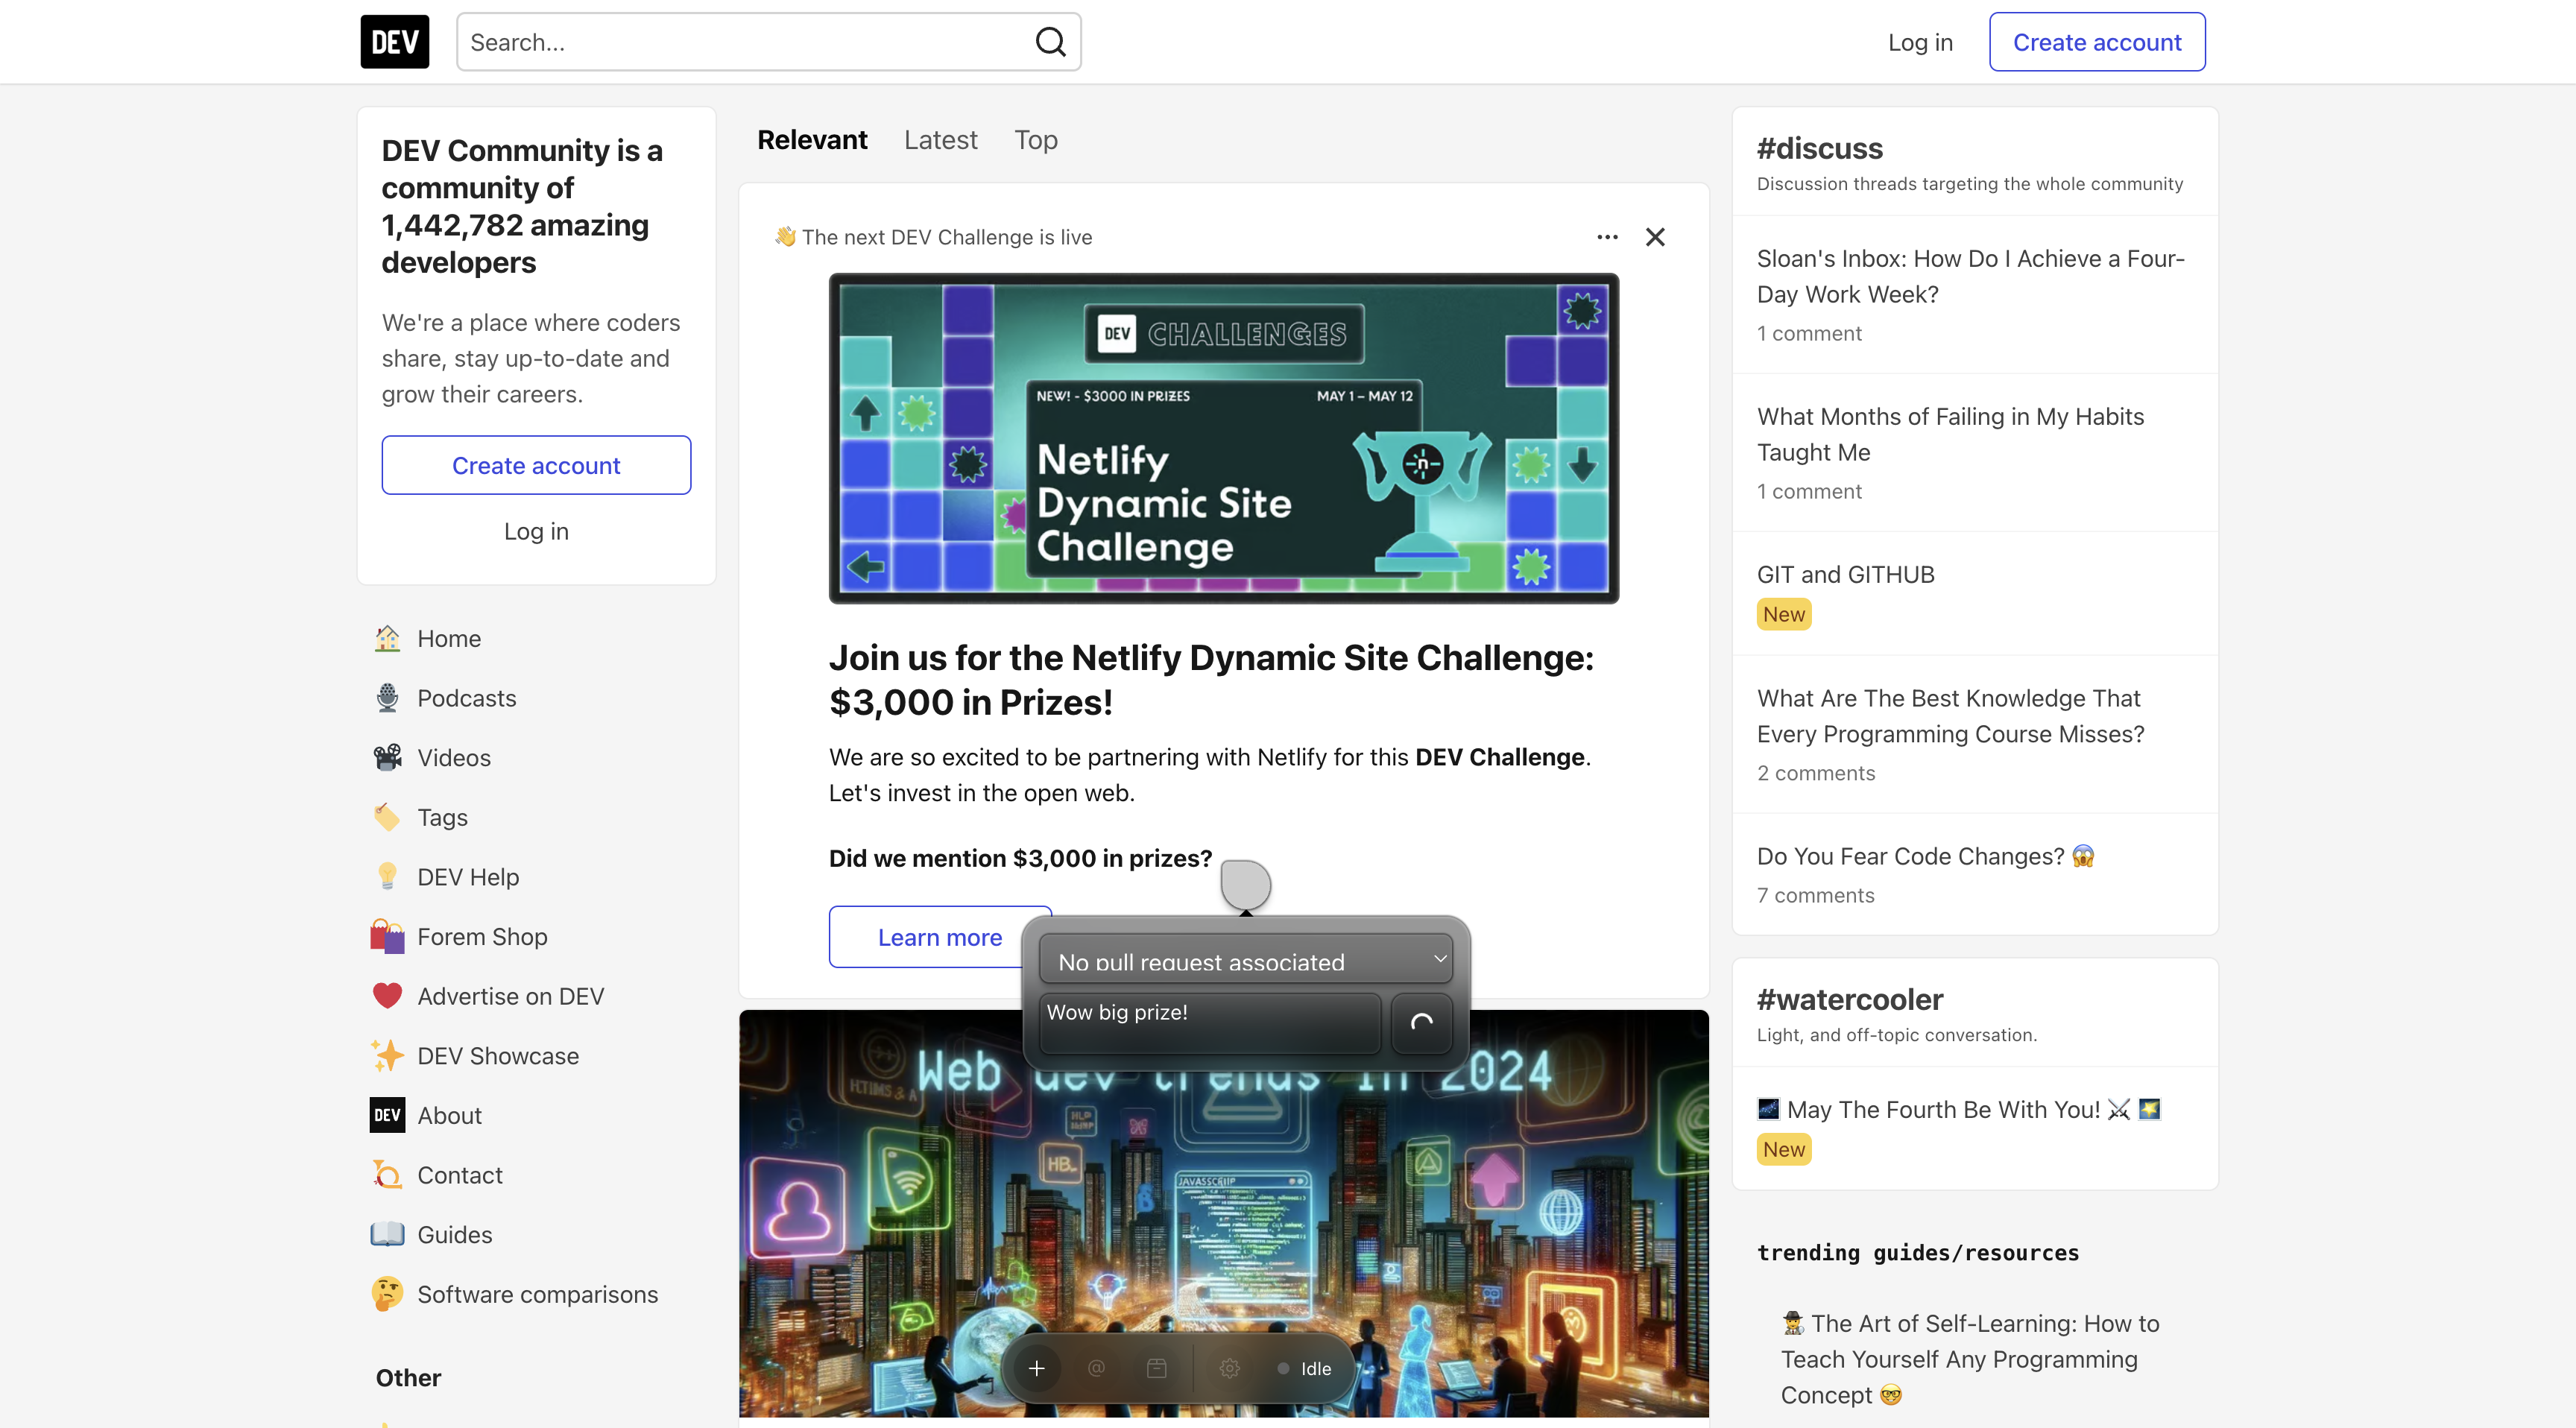 DEV
Search...
Log in
Create account
DEV Community is a
community of
1,442,782 amazing
developers
We're a place where coders
share, stay up-to-date and
grow their careers.
Create account
Log in
Home
Podcasts
Videos
Tags
DEV Help
Forem Shop
Advertise on DEV
DEV Showcase
DEV
About
Contact
Guides
Software comparisons
Other
Relevant
Latest
Top
👋 The next DEV Challenge is live
DEV CHALLENGES
NEW! - $3000 IN PRIZES
MAY 1 – MAY 12
Netlify
Dynamic Site
Challenge
Join us for the Netlify Dynamic Site Challenge:
$3,000 in Prizes!
We are so excited to be partnering with Netlify for this DEV Challenge.
Let's invest in the open web.
Did we mention $3,000 in prizes?
Learn more
No pull request associated
Wow big prize!
Web dev trends in 2024
HB
Idle
#discuss
Discussion threads targeting the whole community
Sloan's Inbox: How Do I Achieve a Four-
Day Work Week?
1 comment
What Months of Failing in My Habits
Taught Me
1 comment
GIT and GITHUB
New
What Are The Best Knowledge That
Every Programming Course Misses?
2 comments
Do You Fear Code Changes? 😱
7 comments
#watercooler
Light, and off-topic conversation.
🌌 May The Fourth Be With You! ⚔️ 🌠
New
trending guides/resources
🕵️ The Art of Self-Learning: How to
Teach Yourself Any Programming
Concept 🤓